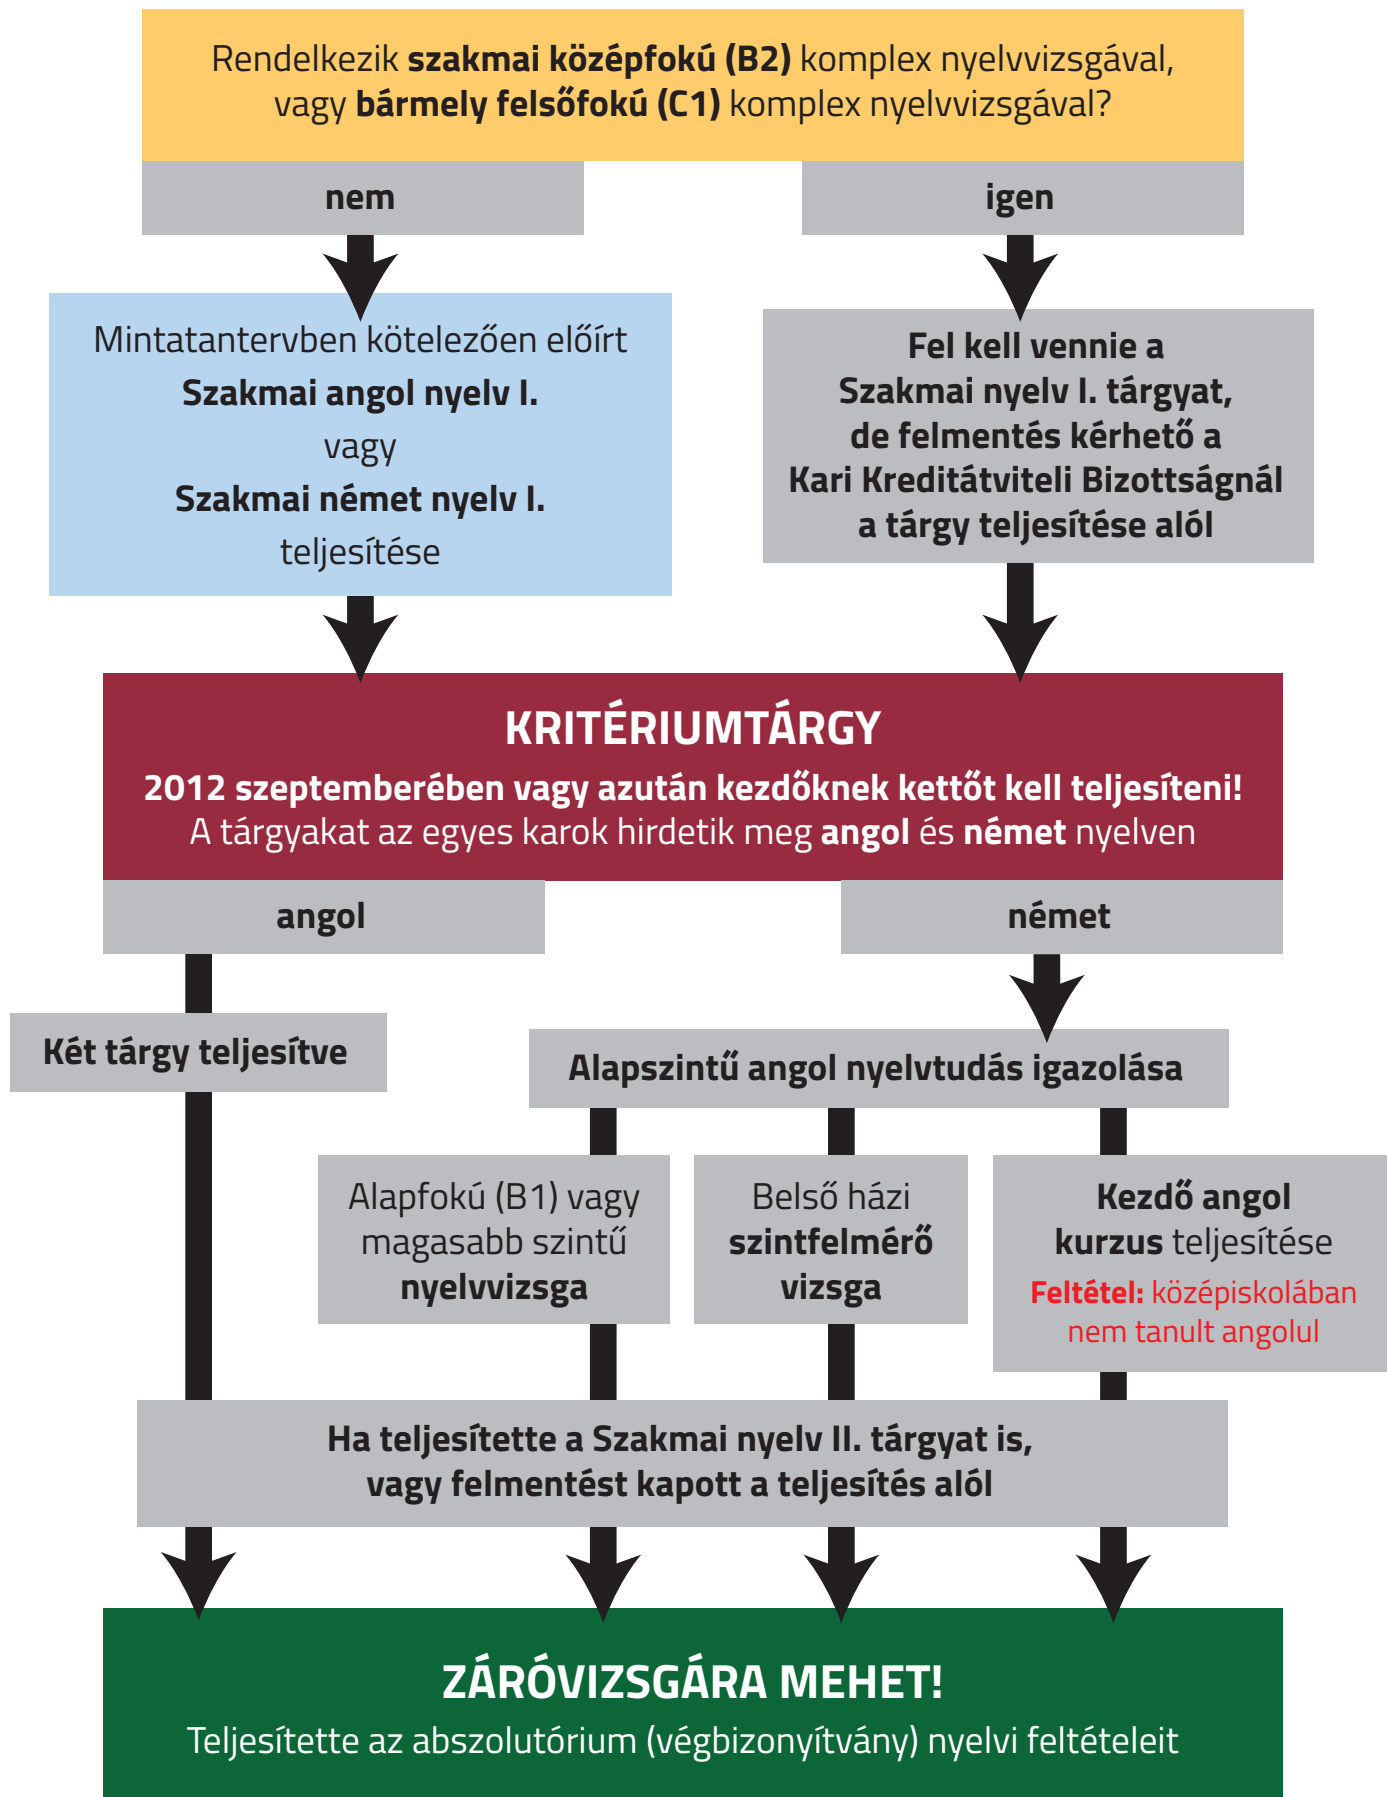 Rendelkezik szakmai középfokú (B2) komplex nyelvvizsgával,
vagy bármely felsőfokú (C1) komplex nyelvvizsgával?
nem
igen
Mintatantervben kötelezően előírt
Szakmai angol nyelv I.
vagy
Szakmai német nyelv I.
teljesítése
Fel kell vennie a
Szakmai nyelv I. tárgyat,
de felmentés kérhető a
Kari Kreditátviteli Bizottságnál
a tárgy teljesítése alól
KRITÉRIUMTÁRGY
2012 szeptemberében vagy azután kezdőknek kettőt kell teljesíteni!
A tárgyakat az egyes karok hirdetik meg angol és német nyelven
angol
német
Két tárgy teljesítve
Alapszintű angol nyelvtudás igazolása
Alapfokú (B1) vagy
magasabb szintű
nyelvvizsga
Belső házi
szintfelmérő
vizsga
Kezdő angol
kurzus teljesítése
Feltétel: középiskolában
nem tanult angolul
Ha teljesítette a Szakmai nyelv II. tárgyat is,
vagy felmentést kapott a teljesítés alól
ZÁRÓVIZSGÁRA MEHET!
Teljesítette az abszolutórium (végbizonyítvány) nyelvi feltételeit